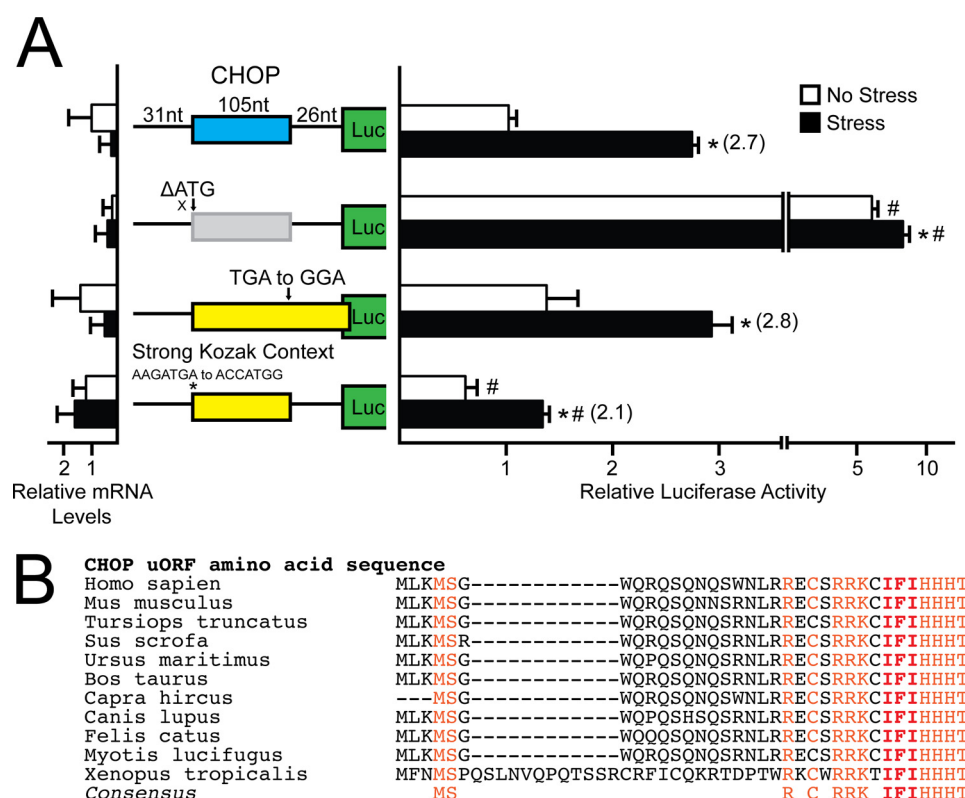 A
CHOP
31nt
105nt
26nt
Luc
No Stress
Stress
* (2.7)
ΔATG
x
Luc
#
* #
TGA to GGA
Luc
* (2.8)
Strong Kozak Context
AAGATGA to ACCATGG
*
Luc
#
* # (2.1)
2 1
1 2 3 5 10
Relative mRNA
Levels
Relative Luciferase Activity
B
CHOP uORF amino acid sequence
Homo sapien MLKMSG-------------WQRQSQNQSWNLRRECSRRKCIFIHHHT
Mus musculus MLKMSG-------------WQRQSQNNSRNLRRECSRRKCIFIHHHT
Tursiops truncatus MLKMSG-------------WQRQSQNQSRNLRRECSRRKCIFIHHHT
Sus scrofa MLKMSR-------------WQRQSQNQSRNLRRECSRRKCIFIHHHT
Ursus maritimus MLKMSG-------------WQPQSQNQSRNLRRECSRRKCIFIHHHT
Bos taurus MLKMSG-------------WQRQSQNQSRNLRRECSRRKCIFIHHHT
Capra hircus ---MSG-------------WQRQSQNQSWNLRRECSRRKCIFIHHHT
Canis lupus MLKMSG-------------WQPQSHSQSRNLRRECSRRKCIFIHHHT
Felis catus MLKMSG-------------WQQQSQNQSRNLRRECSRRKCIFIHHHT
Myotis lucifugus MLKMSG-------------WQRQSQNQSRNLRRECSRRKCIFIHHHT
Xenopus tropicalis MFNMSPQSLNVQPQTSSRCRFICQKRTDPTWRKCWRRKTIFIHHHT
Consensus MS R C RRK IFIHHHT